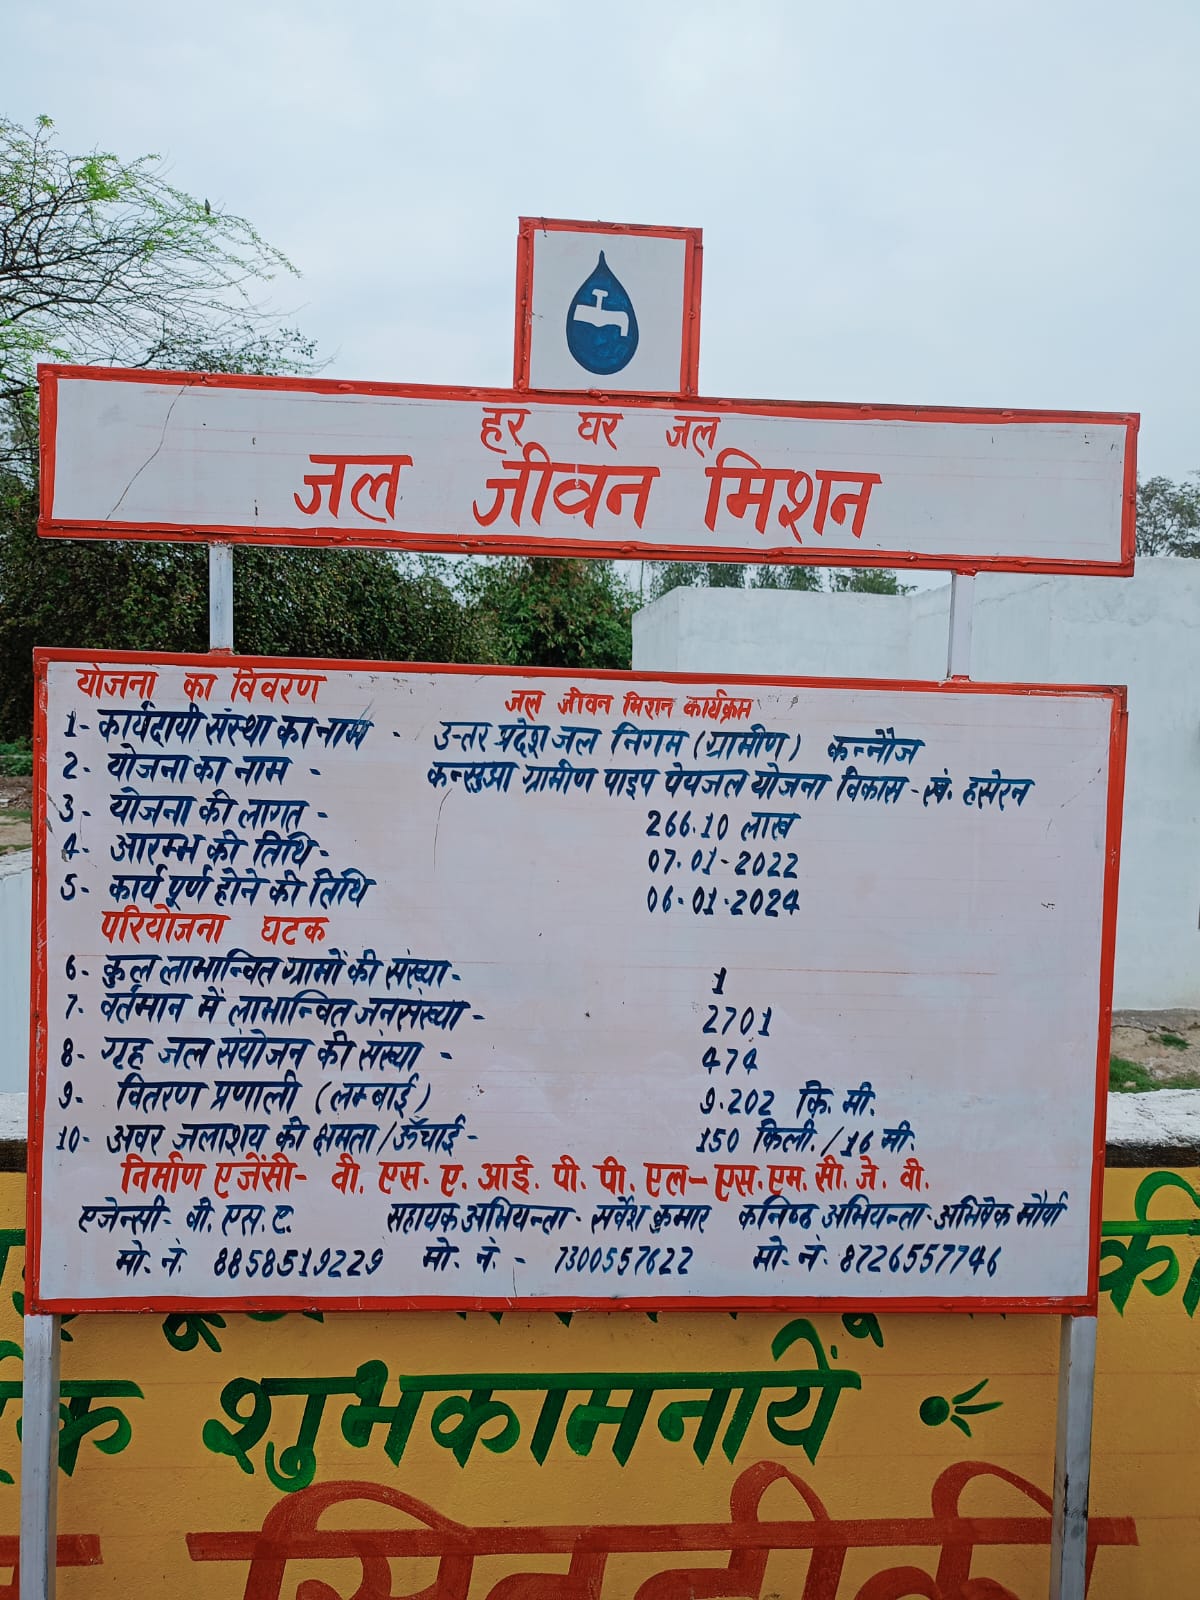 हर घर जल
जल जीवन मिशन
योजना का विवरण जल जीवन मिशन कार्यक्रम
1- कार्यदायी संस्था का नाम - उत्तर प्रदेश जल निगम (ग्रामीण) कन्नौज
2- योजना का नाम - कन्सुआ ग्रामीण पाइप पेयजल योजना विकास - खं. हसेरन
3- योजना की लागत - 266.10 लाख
4- आरम्भ की तिथि - 07-01-2022
5- कार्य पूर्ण होने की तिथि 06-01-2024
परियोजना घटक
6- कुल लाभान्वित ग्रामों की संख्या - 1
7- वर्तमान में लाभान्वित जनसंख्या - 2701
8- गृह जल संयोजन की संख्या - 474
9- वितरण प्रणाली (लम्बाई) 9.202 कि. मी.
10- अवर जलाशय की क्षमता / ऊँचाई - 150 किली. / 16 मी.
निर्माण एजेंसी - वी. एस. ए. आई. पी. पी. एल - एस. एम. सी. जे. वी.
एजेन्सी - वी. एस. ए. सहायक अभियन्ता - सर्वेश कुमार कनिष्ठ अभियन्ता - अभिषेक मौर्या
मो. नं. 8858519229 मो. नं. - 7300557622 मो. नं. 8726557746
की
शुभकामनायें